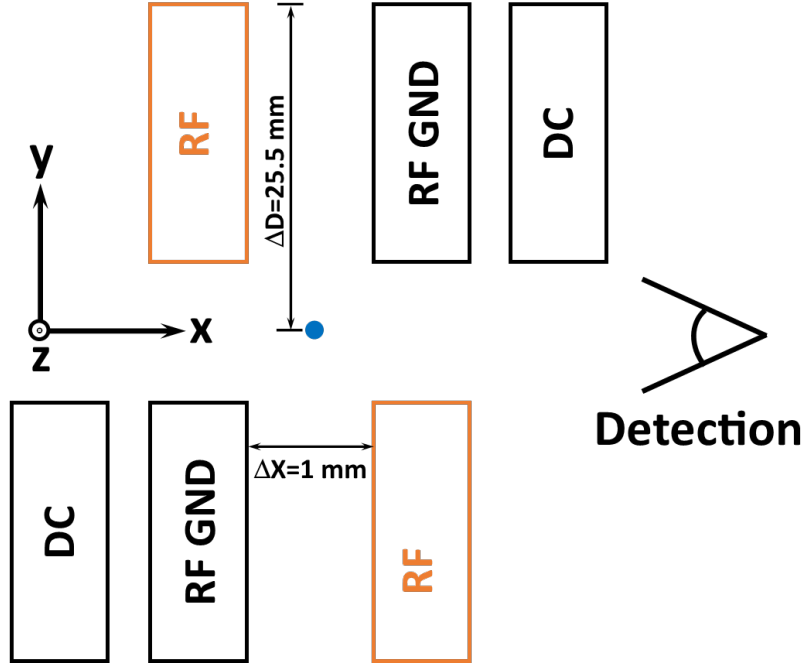 RF
ΔD=25.5 mm
RF GND
DC
y
x
z
Detection
ΔX=1 mm
DC
RF GND
RF